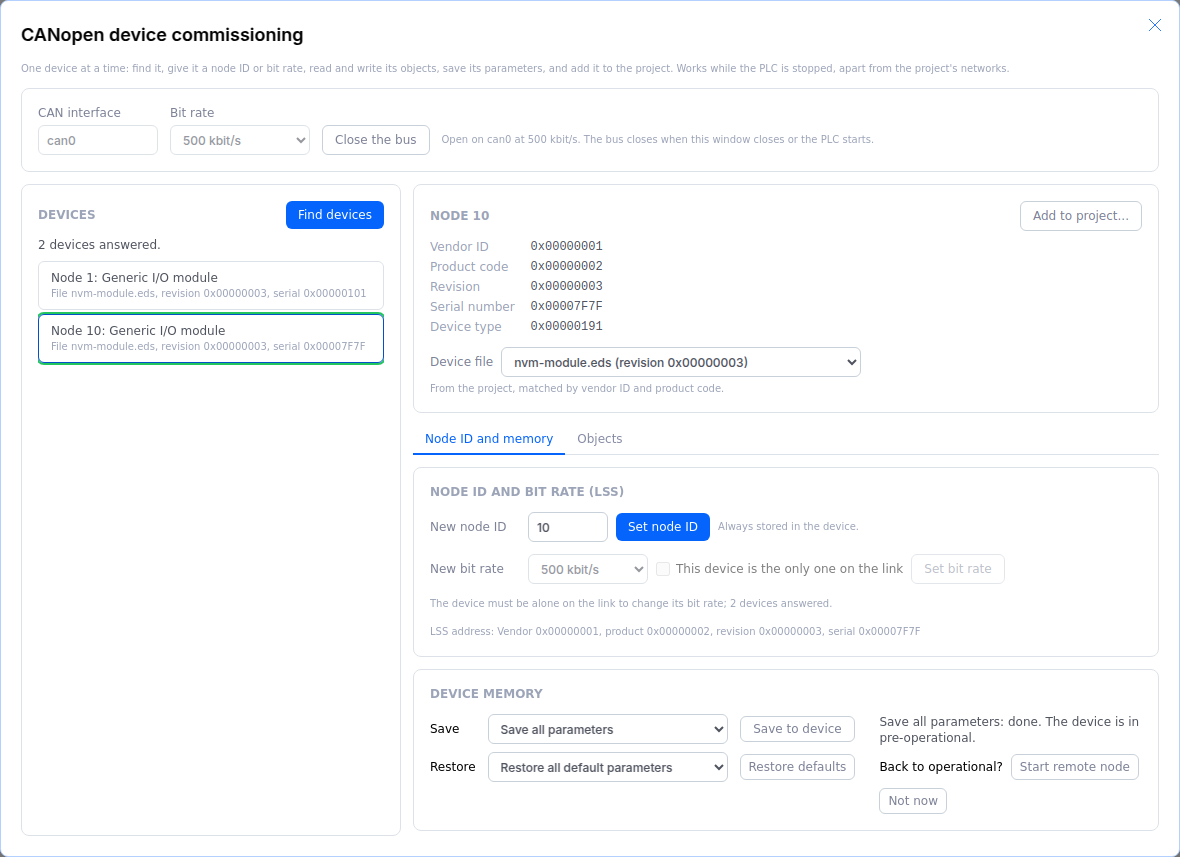 CANopen device commissioning
One device at a time: find it, give it a node ID or bit rate, read and write its objects, save its parameters, and add it to the project. Works while the PLC is stopped, apart from the project's networks.
CAN interface
Bit rate
can0
500 kbit/s
Close the bus
Open on can0 at 500 kbit/s. The bus closes when this window closes or the PLC starts.
DEVICES
Find devices
2 devices answered.
Node 1: Generic I/O module
File nvm-module.eds, revision 0x00000003, serial 0x00000101
Node 10: Generic I/O module
File nvm-module.eds, revision 0x00000003, serial 0x00007F7F
NODE 10
Add to project...
Vendor ID 0x00000001
Product code 0x00000002
Revision 0x00000003
Serial number 0x00007F7F
Device type 0x00000191
Device file nvm-module.eds (revision 0x00000003)
From the project, matched by vendor ID and product code.
Node ID and memory
Objects
NODE ID AND BIT RATE (LSS)
New node ID 10 Set node ID Always stored in the device.
New bit rate 500 kbit/s This device is the only one on the link Set bit rate
The device must be alone on the link to change its bit rate; 2 devices answered.
LSS address: Vendor 0x00000001, product 0x00000002, revision 0x00000003, serial 0x00007F7F
DEVICE MEMORY
Save Save all parameters Save to device
Restore Restore all default parameters Restore defaults
Save all parameters: done. The device is in
pre-operational.
Back to operational? Start remote node
Not now